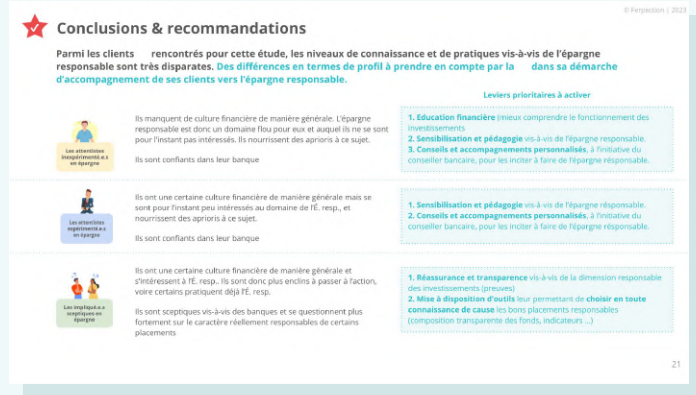 © Ferpection | 2023
Conclusions & recommandations
Parmi les clients rencontrés pour cette étude, les niveaux de connaissance et de pratiques vis-à-vis de l'épargne
responsable sont très disparates. Des différences en termes de profil à prendre en compte par la dans sa démarche
d'accompagnement de ses clients vers l'épargne responsable.
Leviers prioritaires à activer
Les attentistes
inexpérimenté.e.s
en épargne
Ils manquent de culture financière de manière générale. L'épargne
responsable est donc un domaine flou pour eux et auquel ils ne se sont
pour l'instant pas intéressés. Ils nourrissent des aprioris à ce sujet.
Ils sont confiants dans leur banque
1. Education financière (mieux comprendre le fonctionnement des
investissements
2. Sensibilisation et pédagogie vis-à-vis de l'épargne responsable.
3. Conseils et accompagnements personnalisés, à l'initiative du
conseiller bancaire, pour les inciter à faire de l'épargne responsable.
Les attentistes
expérimenté.e.s
en épargne
Ils ont une certaine culture financière de manière générale mais se
sont pour l'instant peu intéressés au domaine de l'É. resp., et
nourrissent des aprioris à ce sujet.
Ils sont confiants dans leur banque
1. Sensibilisation et pédagogie vis-à-vis de l'épargne responsable.
2. Conseils et accompagnements personnalisés, à l'initiative du
conseiller bancaire, pour les inciter à faire de l'épargne responsable.
Les impliqué.e.s
sceptiques en
épargne
Ils ont une certaine culture financière de manière générale et
s'intéressent à l'É. resp., ils sont donc plus enclins à passer à l'action,
voire certains pratiquent déjà l'É. resp.
Ils sont sceptiques vis-à-vis des banques et se questionnent plus
fortement sur le caractère réellement responsables de certains
placements
1. Réassurance et transparence vis-à-vis de la dimension responsable
des investissements (preuves)
2. Mise à disposition d'outils leur permettant de choisir en toute
connaissance de cause les bons placements responsables
(composition transparente des fonds, indicateurs ...)
21